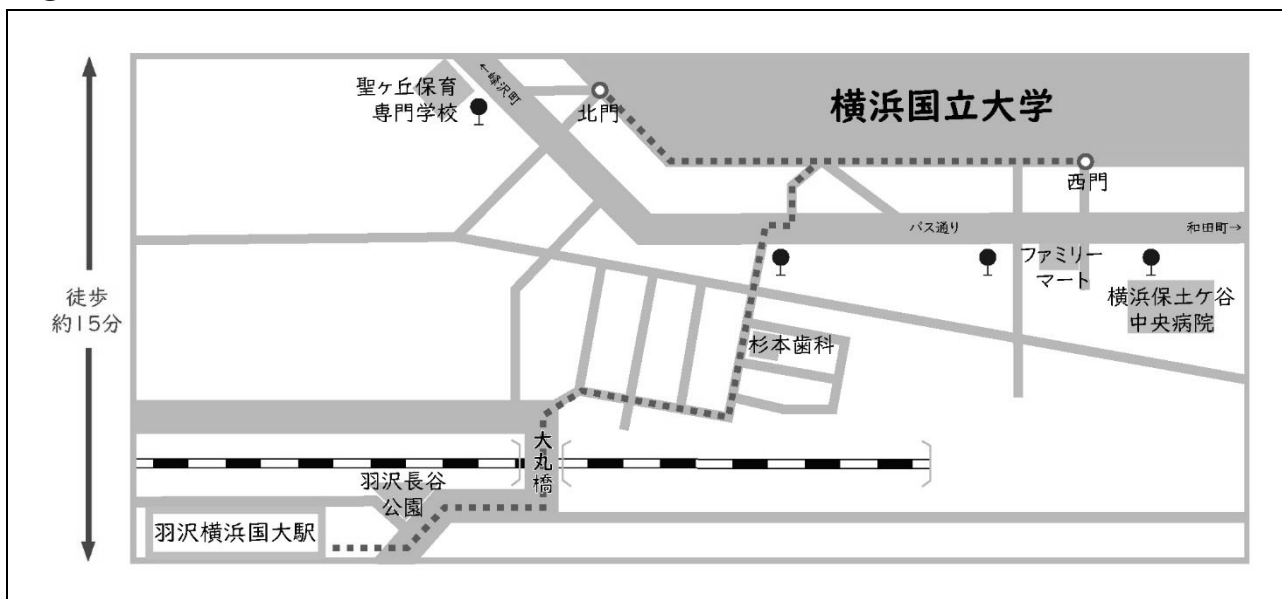 聖ヶ丘保育
専門学校
←峰沢町
北門
横浜国立大学
西門
バス通り
和田町→
ファミリー
マート
横浜保土ケ谷
中央病院
徒歩
約15分
杉本歯科
大丸橋
羽沢長谷
公園
羽沢横浜国大駅